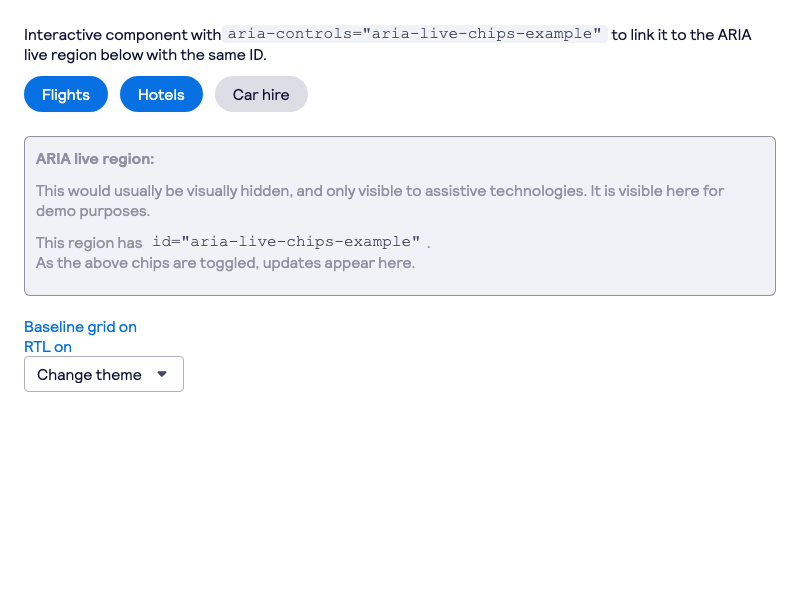 Interactive component with aria-controls="aria-live-chips-example" to link it to the ARIA
live region below with the same ID.
Flights Hotels Car hire
ARIA live region:
This would usually be visually hidden, and only visible to assistive technologies. It is visible here for
demo purposes.
This region has id="aria-live-chips-example" .
As the above chips are toggled, updates appear here.
Baseline grid on
RTL on
Change theme